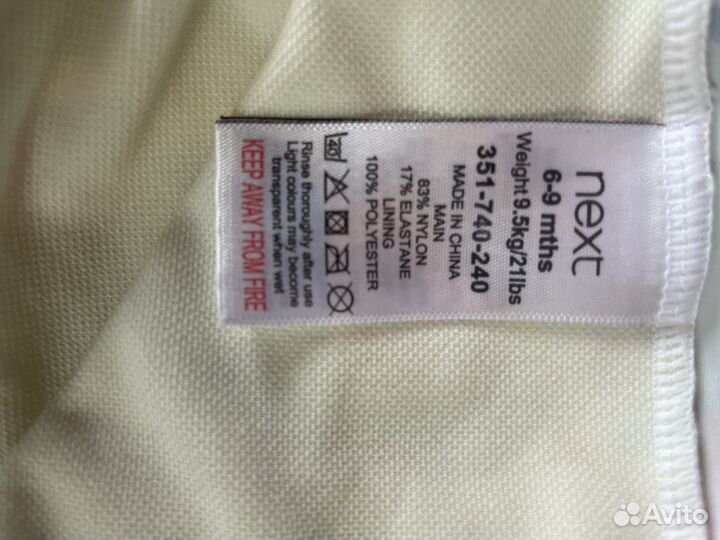 next
6-9 mths
Weight 9.5kg/21lbs
351-740-240
MADE IN CHINA
MAIN
83% NYLON
17% ELASTANE
LINING
100% POLYESTER
40
Rinse thoroughly after use
Light colours may become
transparent when wet
KEEP AWAY FROM FIRE
Avito